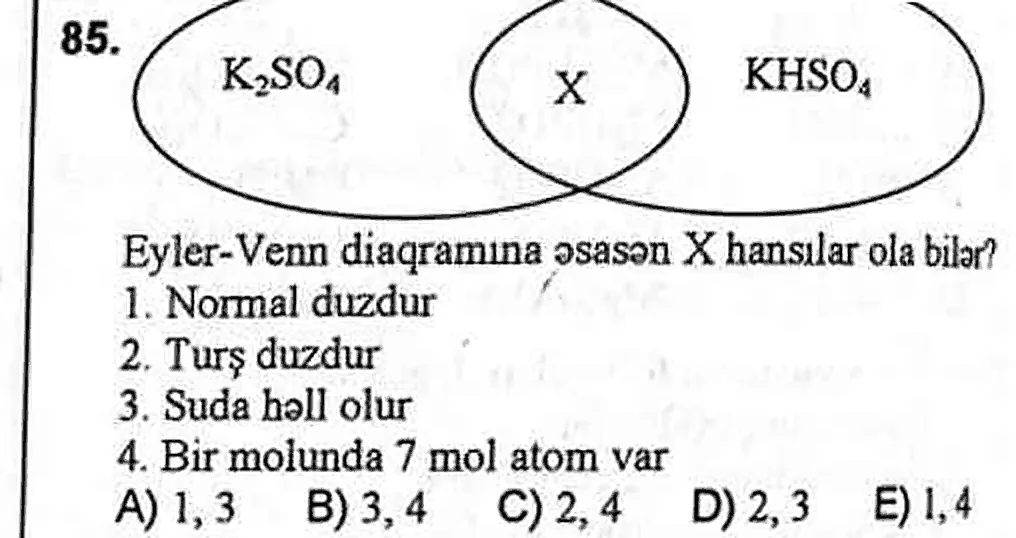 85.
K₂SO₄ X KHSO₄
Eyler-Venn diaqramına əsasən X hansılar ola bilər?
1. Normal duzdur
2. Turş duzdur
3. Suda həll olur
4. Bir molunda 7 mol atom var
A) 1, 3 B) 3, 4 C) 2, 4 D) 2, 3 E) 1, 4